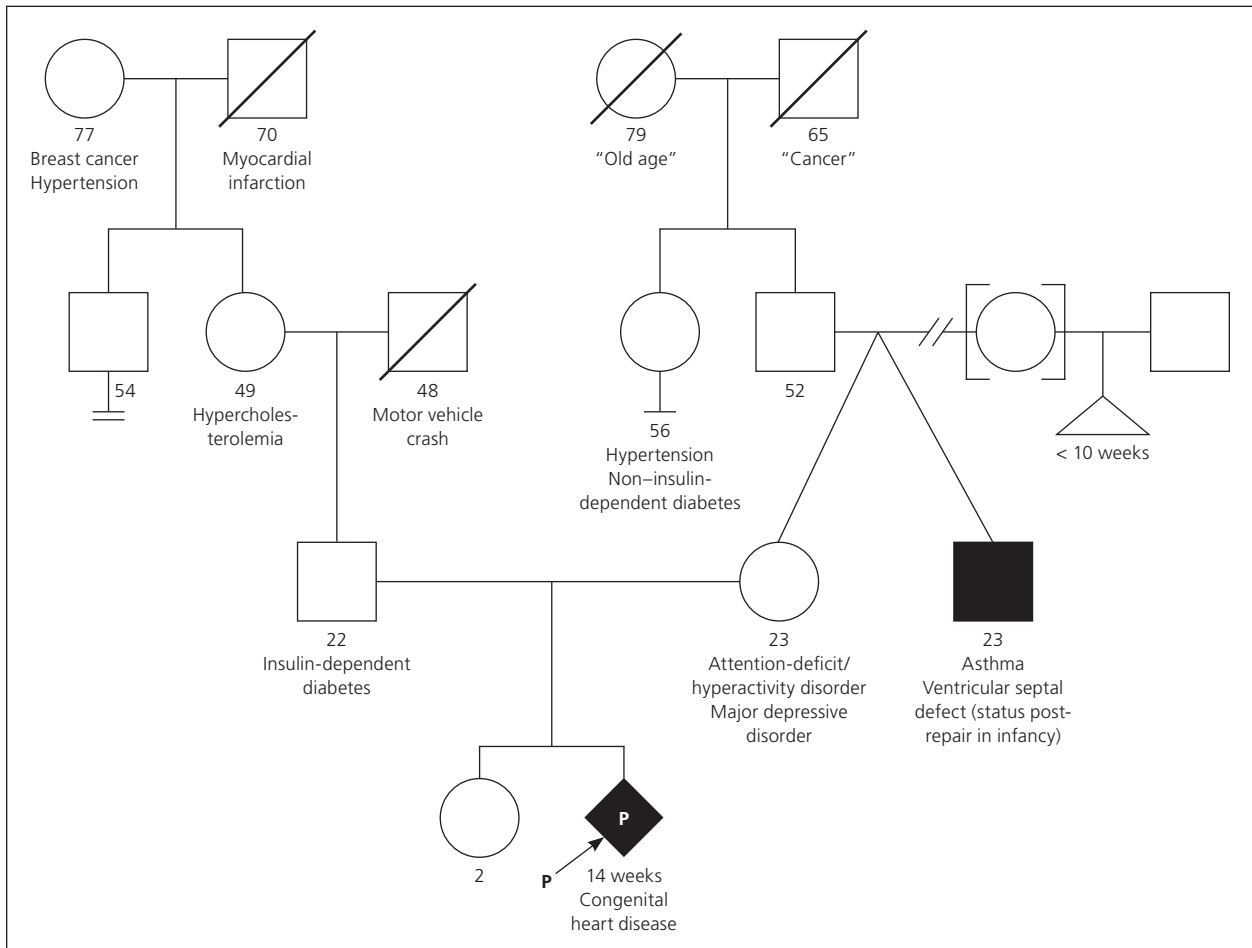 77
Breast cancer
Hypertension
70
Myocardial
infarction
79
“Old age”
65
“Cancer”
54
49
Hypercholes-
terolemia
48
Motor vehicle
crash
56
Hypertension
Non–insulin-
dependent diabetes
52
< 10 weeks
22
Insulin-dependent
diabetes
23
Attention-deficit/
hyperactivity disorder
Major depressive
disorder
23
Asthma
Ventricular septal
defect (status post-
repair in infancy)
2
P
P
14 weeks
Congenital
heart disease